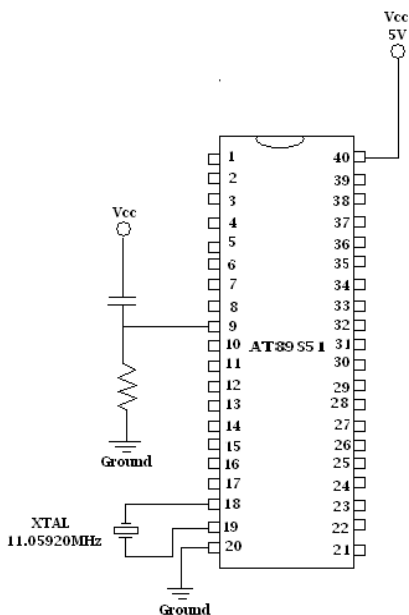 Vcc
5V
1 40
2 39
3 38
4 37
5 36
6 35
7 34
Vcc
8 33
9 32
10 31
AT89S51
11 30
12 29
13 28
14 27
15 26
Ground
16 25
17 24
18 23
XTAL
11.05920MHz
19 22
20 21
Ground